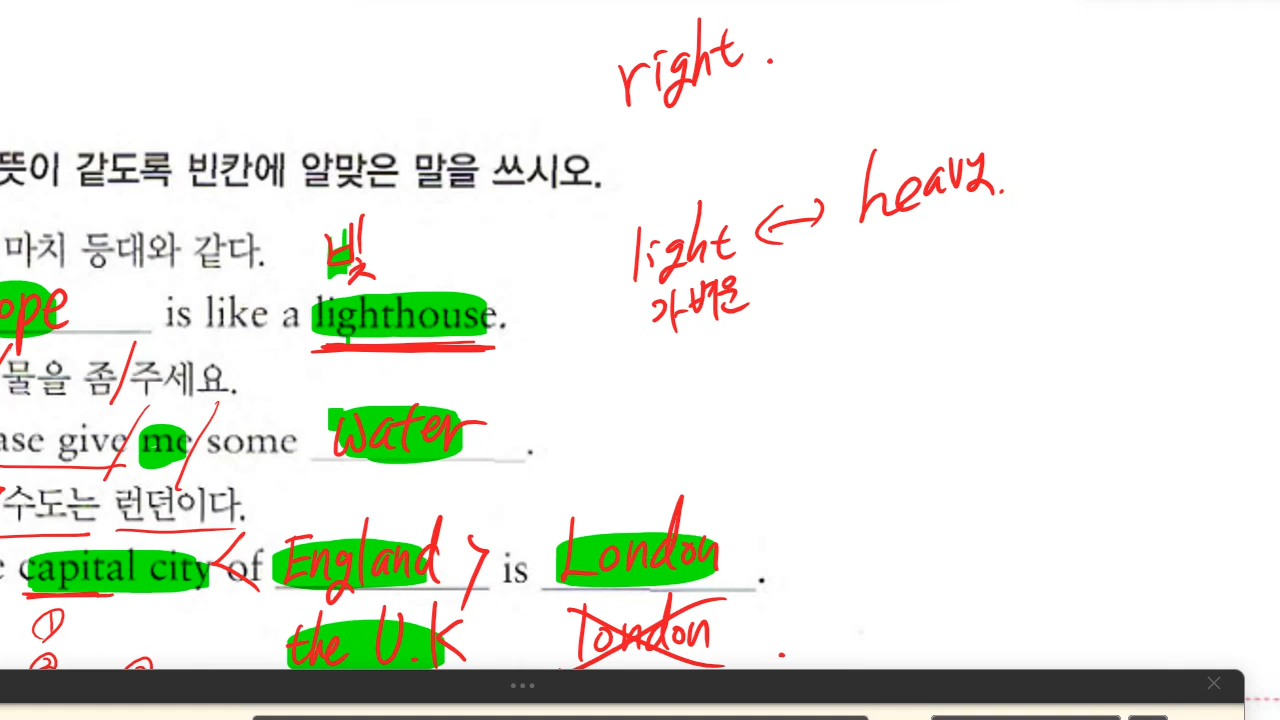 right.
뜻이 같도록 빈칸에 알맞은 말을 쓰시오.
light ↔ heavy.
가벼운
마치 등대와 같다. 빛
ope is like a lighthouse.
물을 좀 / 주세요.
ase give / me / some water.
수도는 런던이다.
e capital city < of England > is London.
① the U.K london.